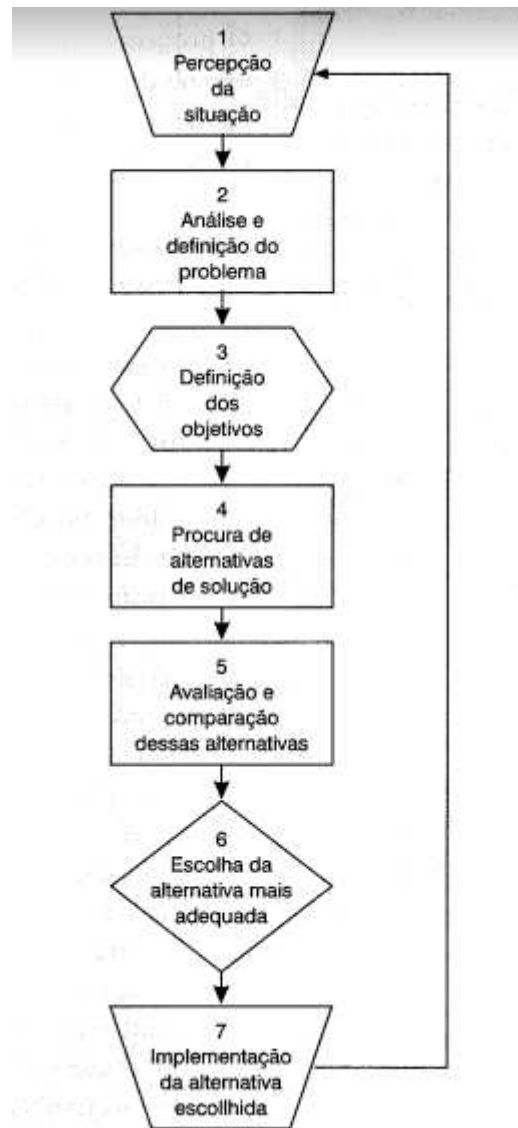 1
Percepção
da
situação
2
Análise e
definição do
problema
3
Definição
dos
objetivos
4
Procura de
alternativas
de solução
5
Avaliação e
comparação
dessas alternativas
6
Escolha da
alternativa mais
adequada
7
Implementação
da alternativa
escollhida